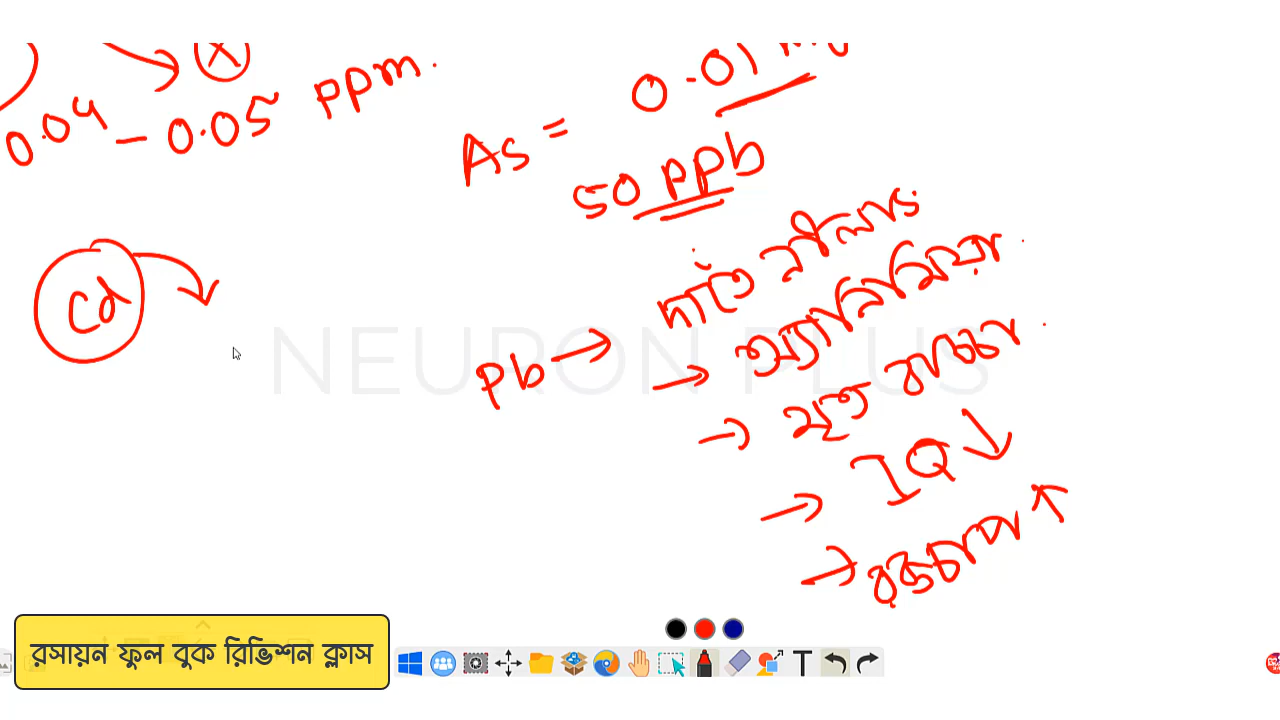 X
0.04 - 0.05 ppm.
As = 0.01
50 ppb
Cd
Pb → দাঁতে নীলাভ
→ অ্যানিমিয়া
→ মৃত বাচ্চা
→ IQ ↓
→ রক্তচাপ ↑
NEURON PLUS
রসায়ন ফুল বুক রিভিশন ক্লাস
T